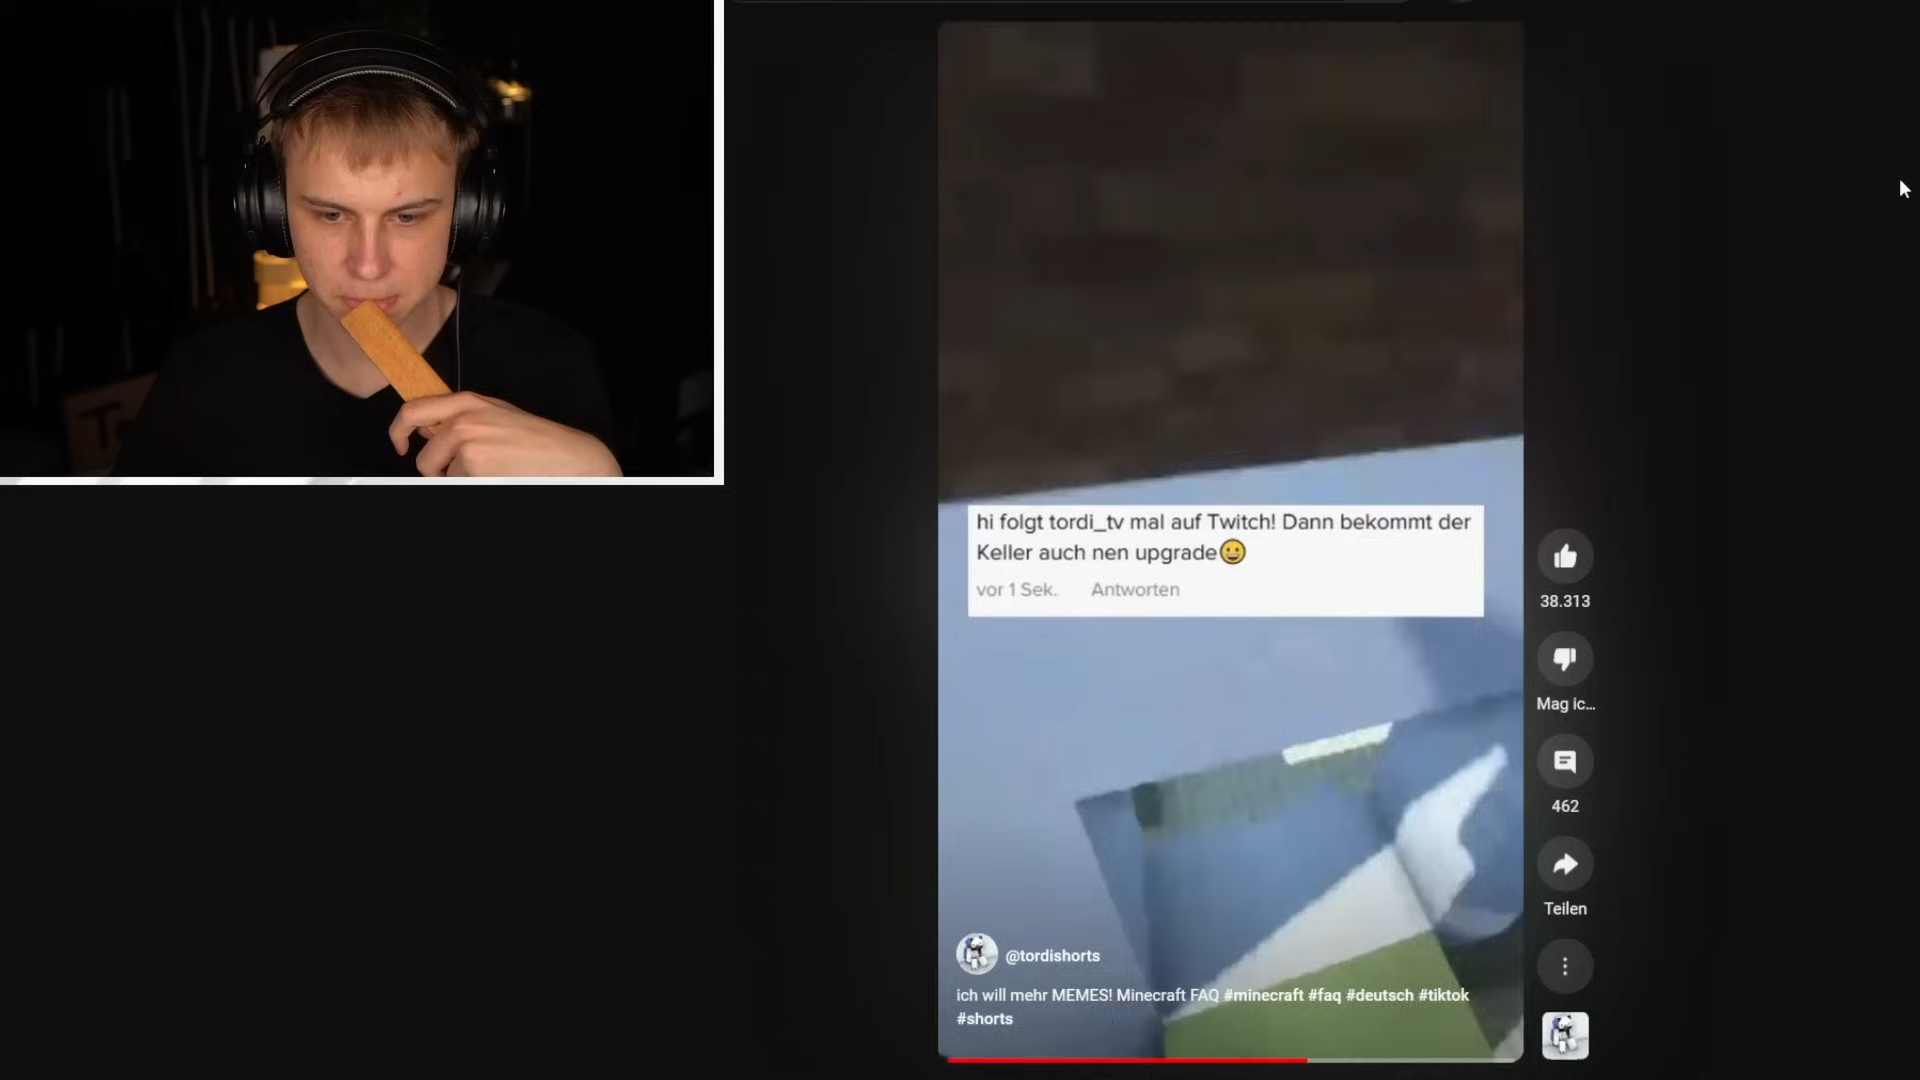 hi folgt tordi_tv mal auf Twitch! Dann bekommt der
Keller auch nen upgrade😀
vor 1 Sek. Antworten
38.313
Mag ic...
462
Teilen
@tordishorts
ich will mehr MEMES! Minecraft FAQ #minecraft #faq #deutsch #tiktok
#shorts